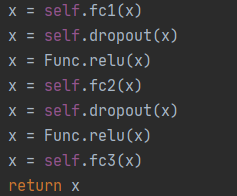 x = self.fc1(x)
x = self.dropout(x)
x = Func.relu(x)
x = self.fc2(x)
x = self.dropout(x)
x = Func.relu(x)
x = self.fc3(x)
return x